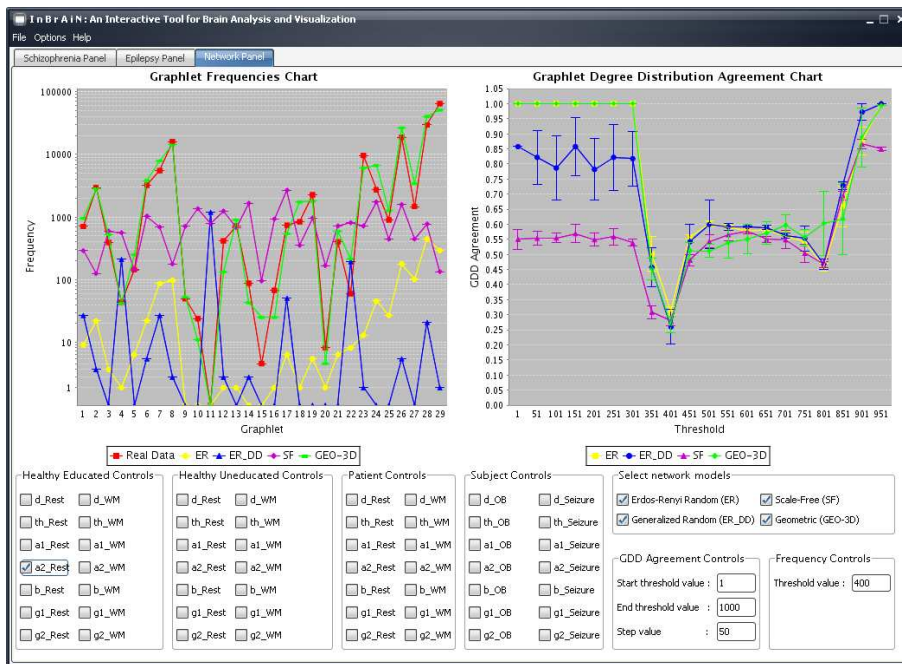 InBrAiN: An Interactive Tool for Brain Analysis and Visualization
File Options Help
Schizophrenia Panel Epilepsy Panel Network Panel
Graphlet Frequencies Chart
Frequency
100000
10000
1000
100
10
1
1 2 3 4 5 6 7 8 9 10 11 12 13 14 15 16 17 18 19 20 21 22 23 24 25 26 27 28 29
Graphlet
Real Data ER ER_DD SF GEO-3D
Graphlet Degree Distribution Agreement Chart
GDD Agreement
1.05
1.00
0.95
0.90
0.85
0.80
0.75
0.70
0.65
0.60
0.55
0.50
0.45
0.40
0.35
0.30
0.25
0.20
0.15
0.10
0.05
0.00
1 51 101 151 201 251 301 351 401 451 501 551 601 651 701 751 801 851 901 951
Threshold
ER ER_DD SF GEO-3D
Healthy Educated Controls
d_Rest d_WM
th_Rest th_WM
a1_Rest a1_WM
a2_Rest a2_WM
b_Rest b_WM
g1_Rest g1_WM
g2_Rest g2_WM
Healthy Uneducated Controls
d_Rest d_WM
th_Rest th_WM
a1_Rest a1_WM
a2_Rest a2_WM
b_Rest b_WM
g1_Rest g1_WM
g2_Rest g2_WM
Patient Controls
d_Rest d_WM
th_Rest th_WM
a1_Rest a1_WM
a2_Rest a2_WM
b_Rest b_WM
g1_Rest g1_WM
g2_Rest g2_WM
Subject Controls
d_OB d_Seizure
th_OB th_Seizure
a1_OB a1_Seizure
a2_OB a2_Seizure
b_OB b_Seizure
g1_OB g1_Seizure
g2_OB g2_Seizure
Select network models
Erdos-Renyi Random (ER) Scale-Free (SF)
Generalized Random (ER_DD) Geometric (GEO-3D)
GDD Agreement Controls
Start threshold value : 1
End threshold value : 1000
Step value : 50
Frequency Controls
Threshold value : 400